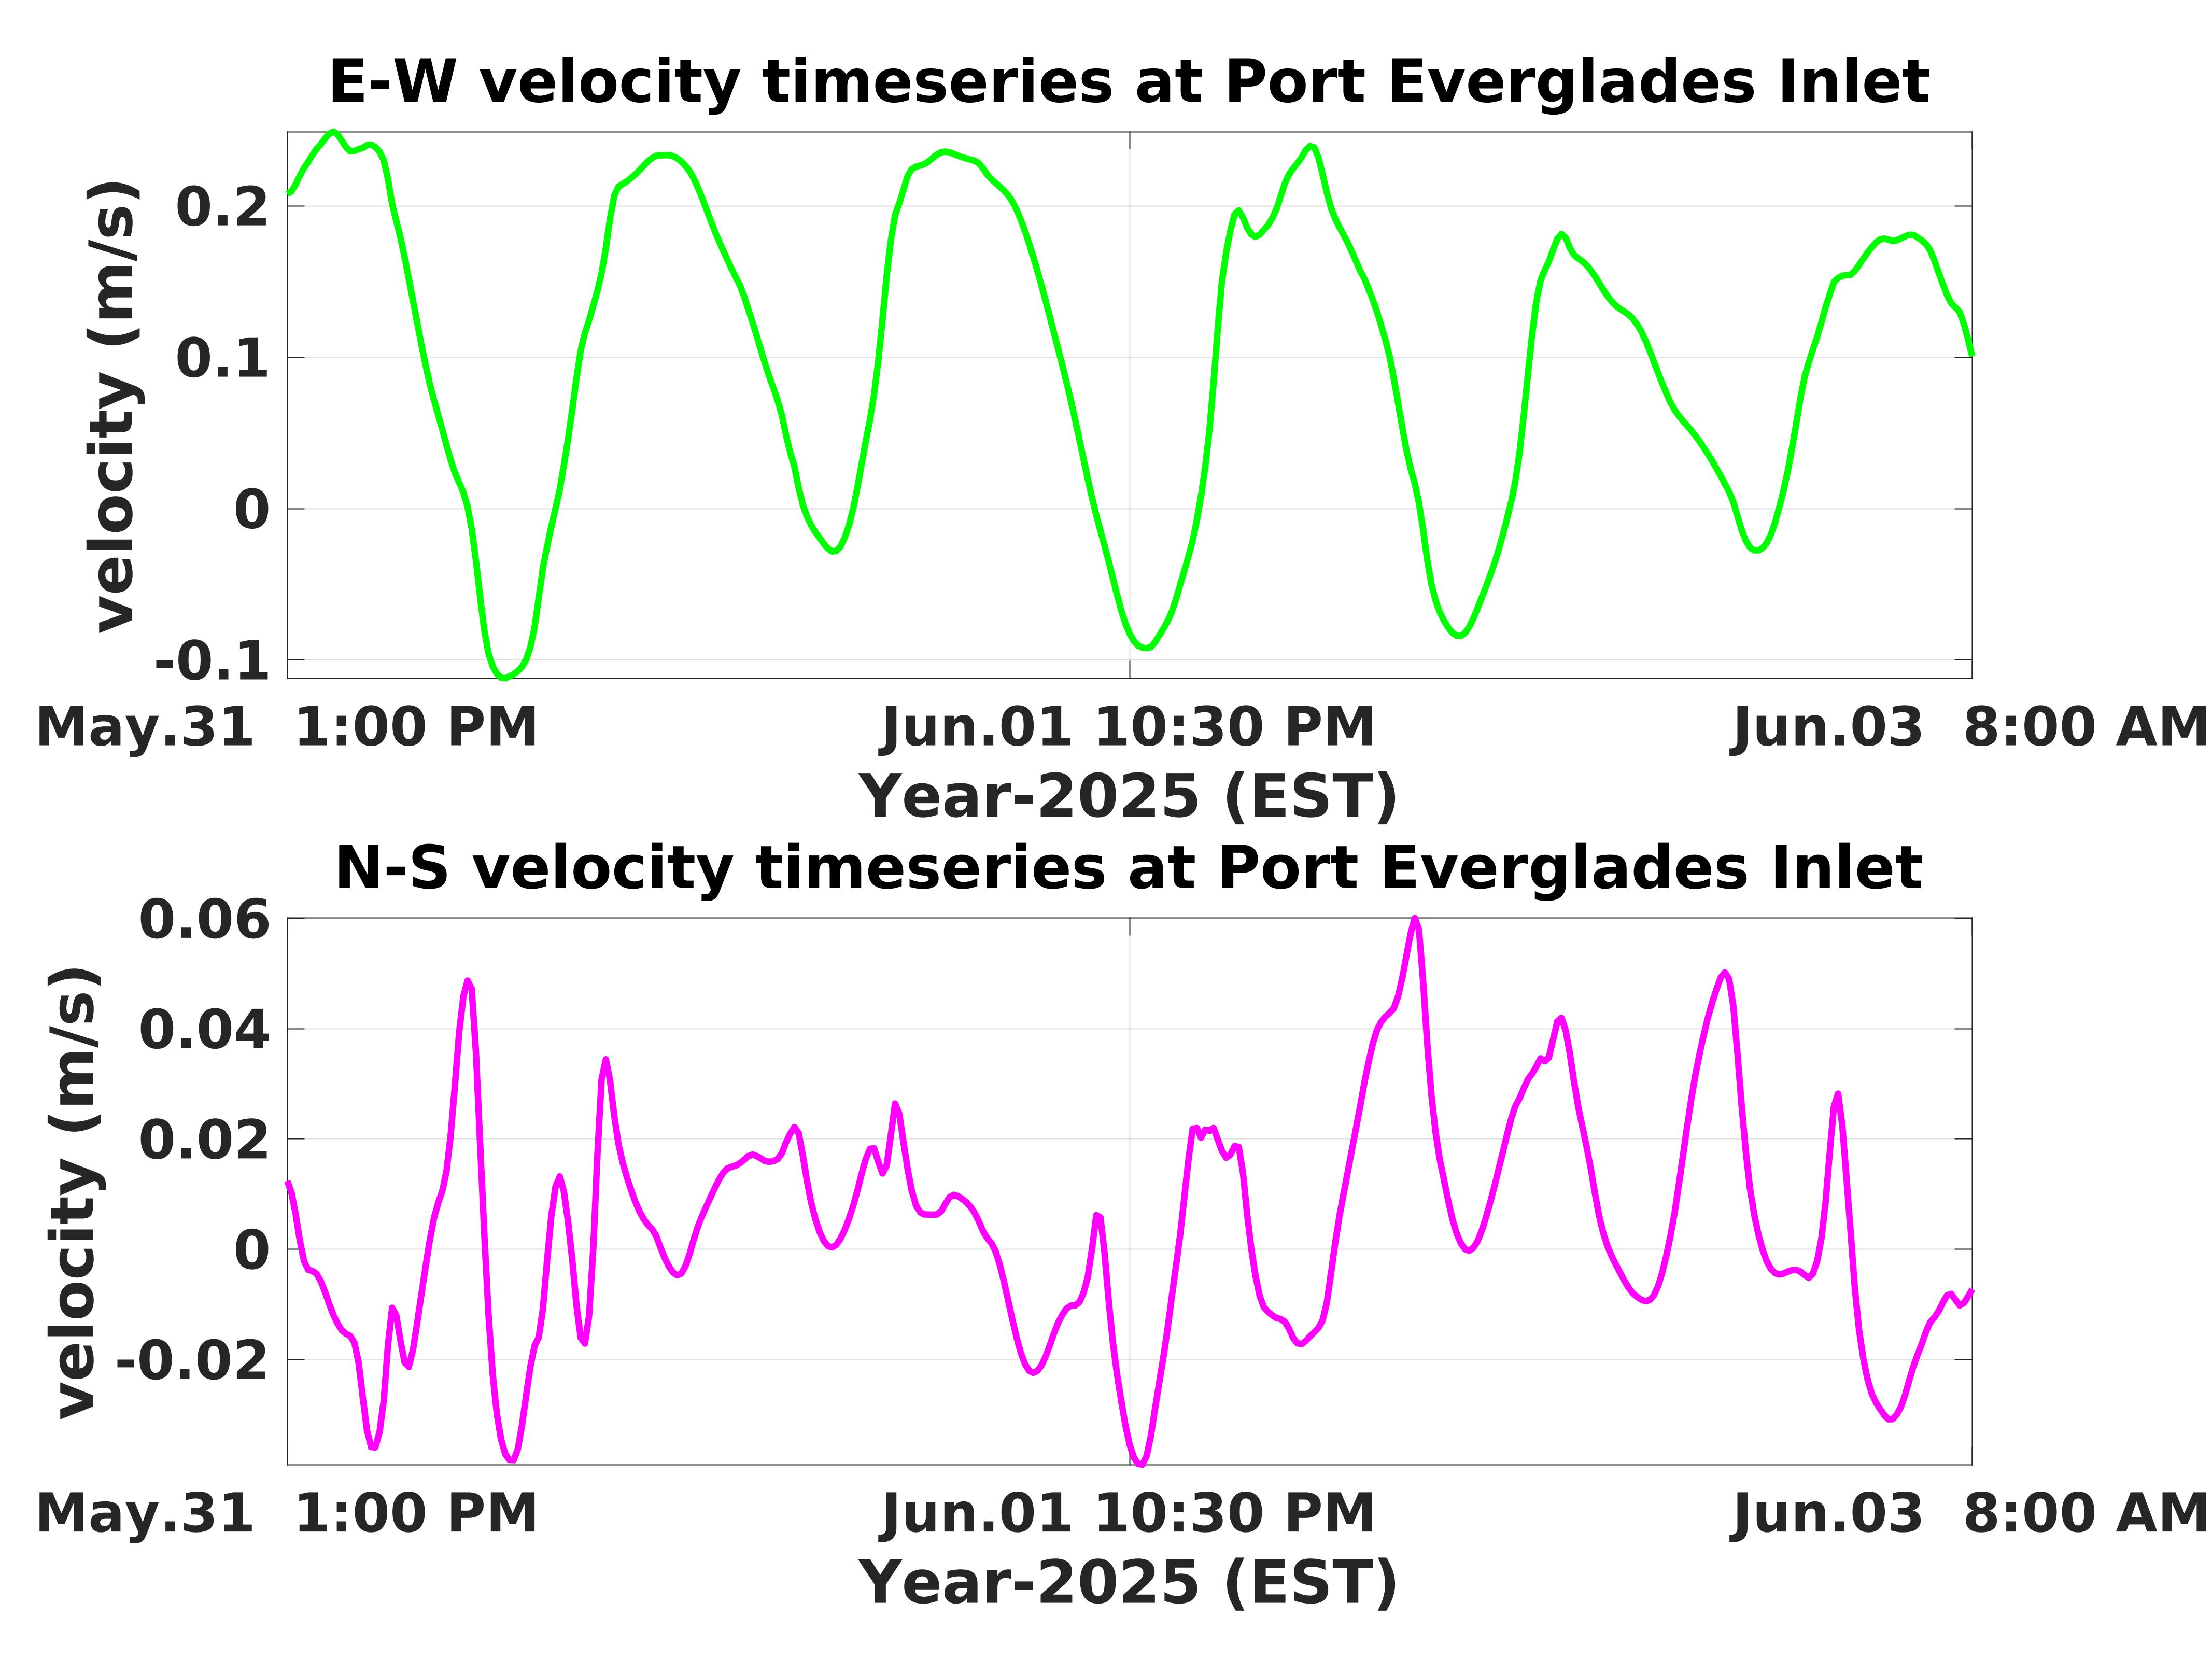 E-W velocity timeseries at Port Everglades Inlet
velocity (m/s)
0.2
0.1
0
-0.1
May.31  1:00 PM
Jun.01 10:30 PM
Jun.03  8:00 AM
Year-2025 (EST)
N-S velocity timeseries at Port Everglades Inlet
velocity (m/s)
0.06
0.04
0.02
0
-0.02
May.31  1:00 PM
Jun.01 10:30 PM
Jun.03  8:00 AM
Year-2025 (EST)